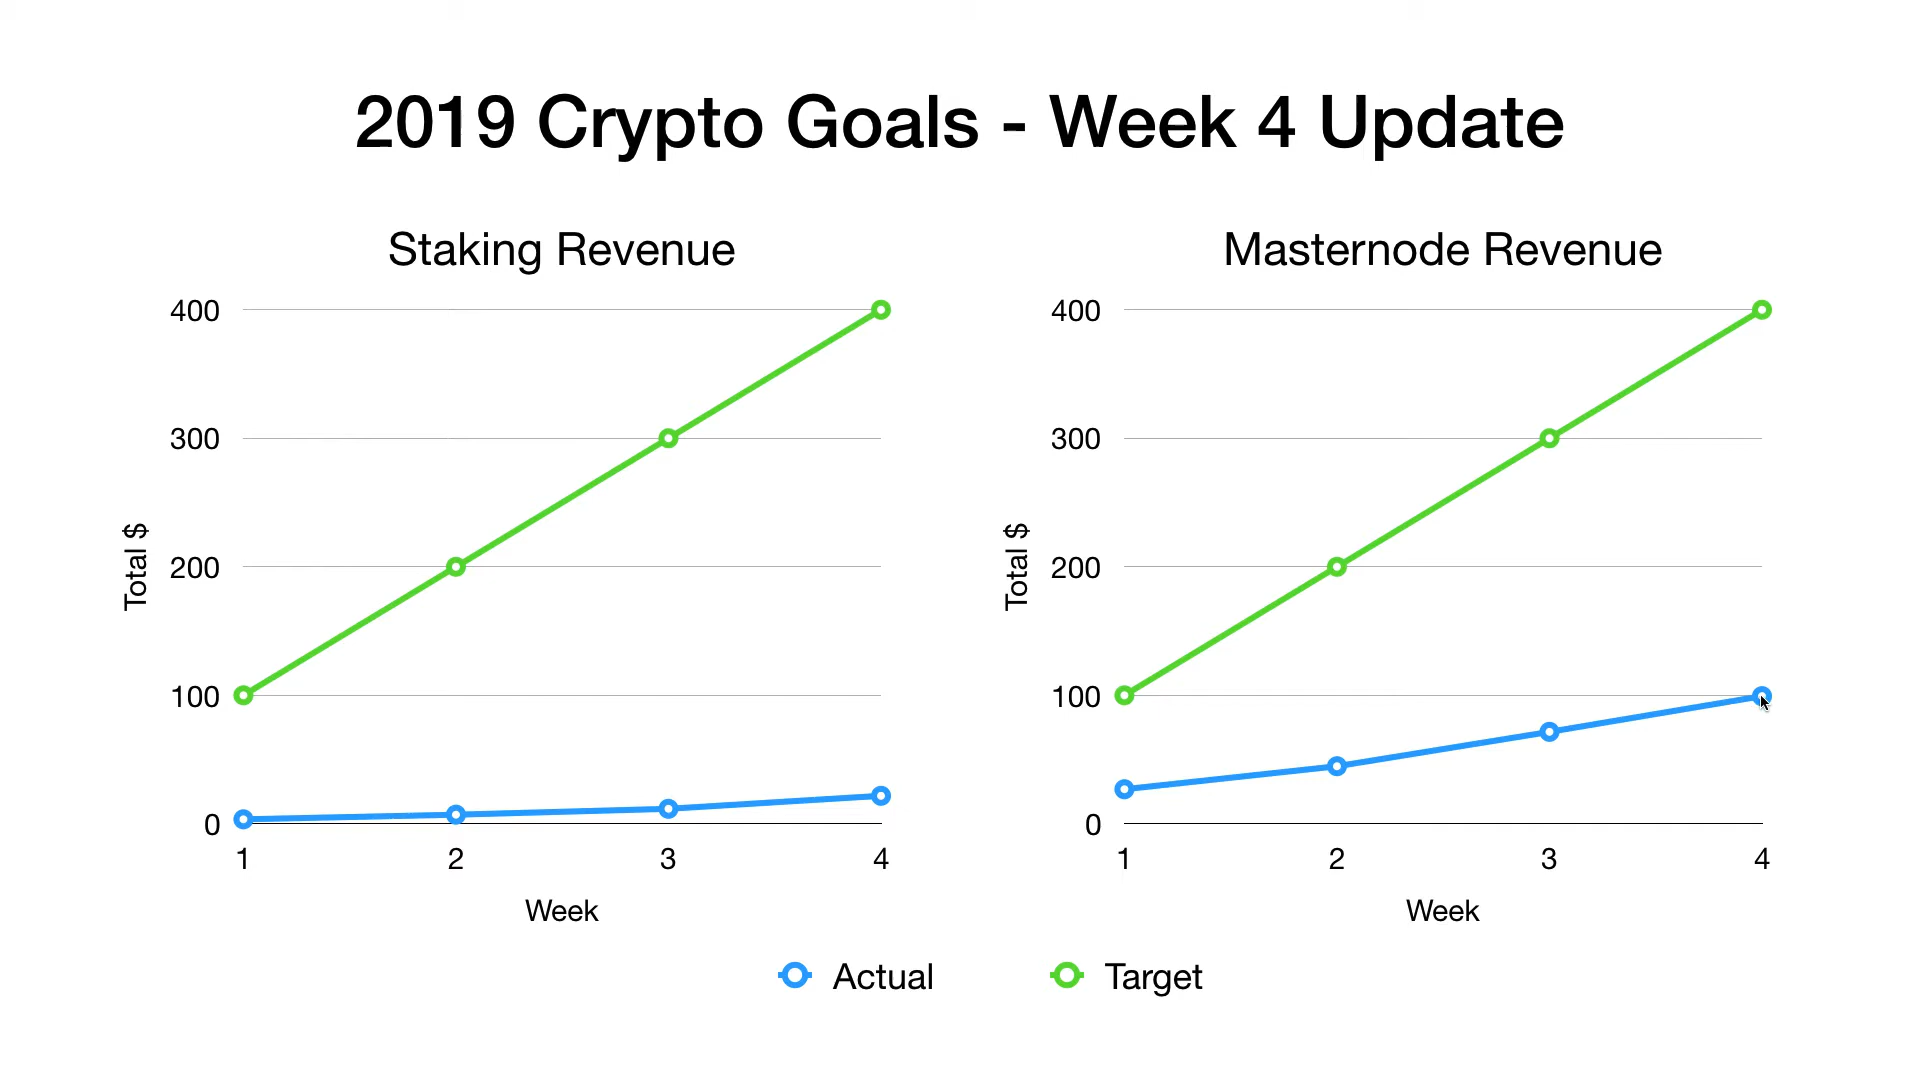 2019 Crypto Goals - Week 4 Update
Staking Revenue
400
300
200
100
0
Total $
1 2 3 4
Week
Masternode Revenue
400
300
200
100
0
Total $
1 2 3 4
Week
Actual
Target